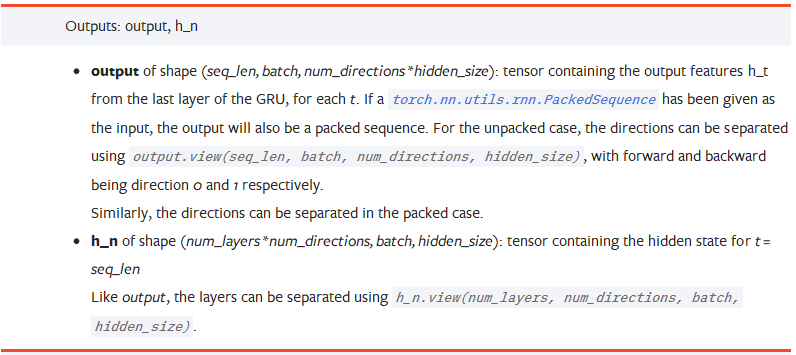 Outputs: output, h_n
• output of shape (seq_len, batch, num_directions * hidden_size): tensor containing the output features h_t
from the last layer of the GRU, for each t. If a torch.nn.utils.rnn.PackedSequence has been given as
the input, the output will also be a packed sequence. For the unpacked case, the directions can be separated
using output.view(seq_len, batch, num_directions, hidden_size), with forward and backward
being direction 0 and 1 respectively.
Similarly, the directions can be separated in the packed case.
• h_n of shape (num_layers * num_directions, batch, hidden_size): tensor containing the hidden state for t =
seq_len
Like output, the layers can be separated using h_n.view(num_layers, num_directions, batch,
hidden_size).